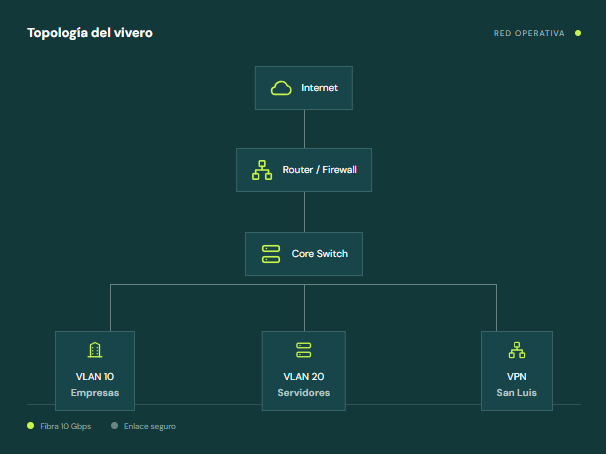 Topología del vivero
RED OPERATIVA
Internet
Router / Firewall
Core Switch
VLAN 10
Empresas
VLAN 20
Servidores
VPN
San Luis
Fibra 10 Gbps
Enlace seguro